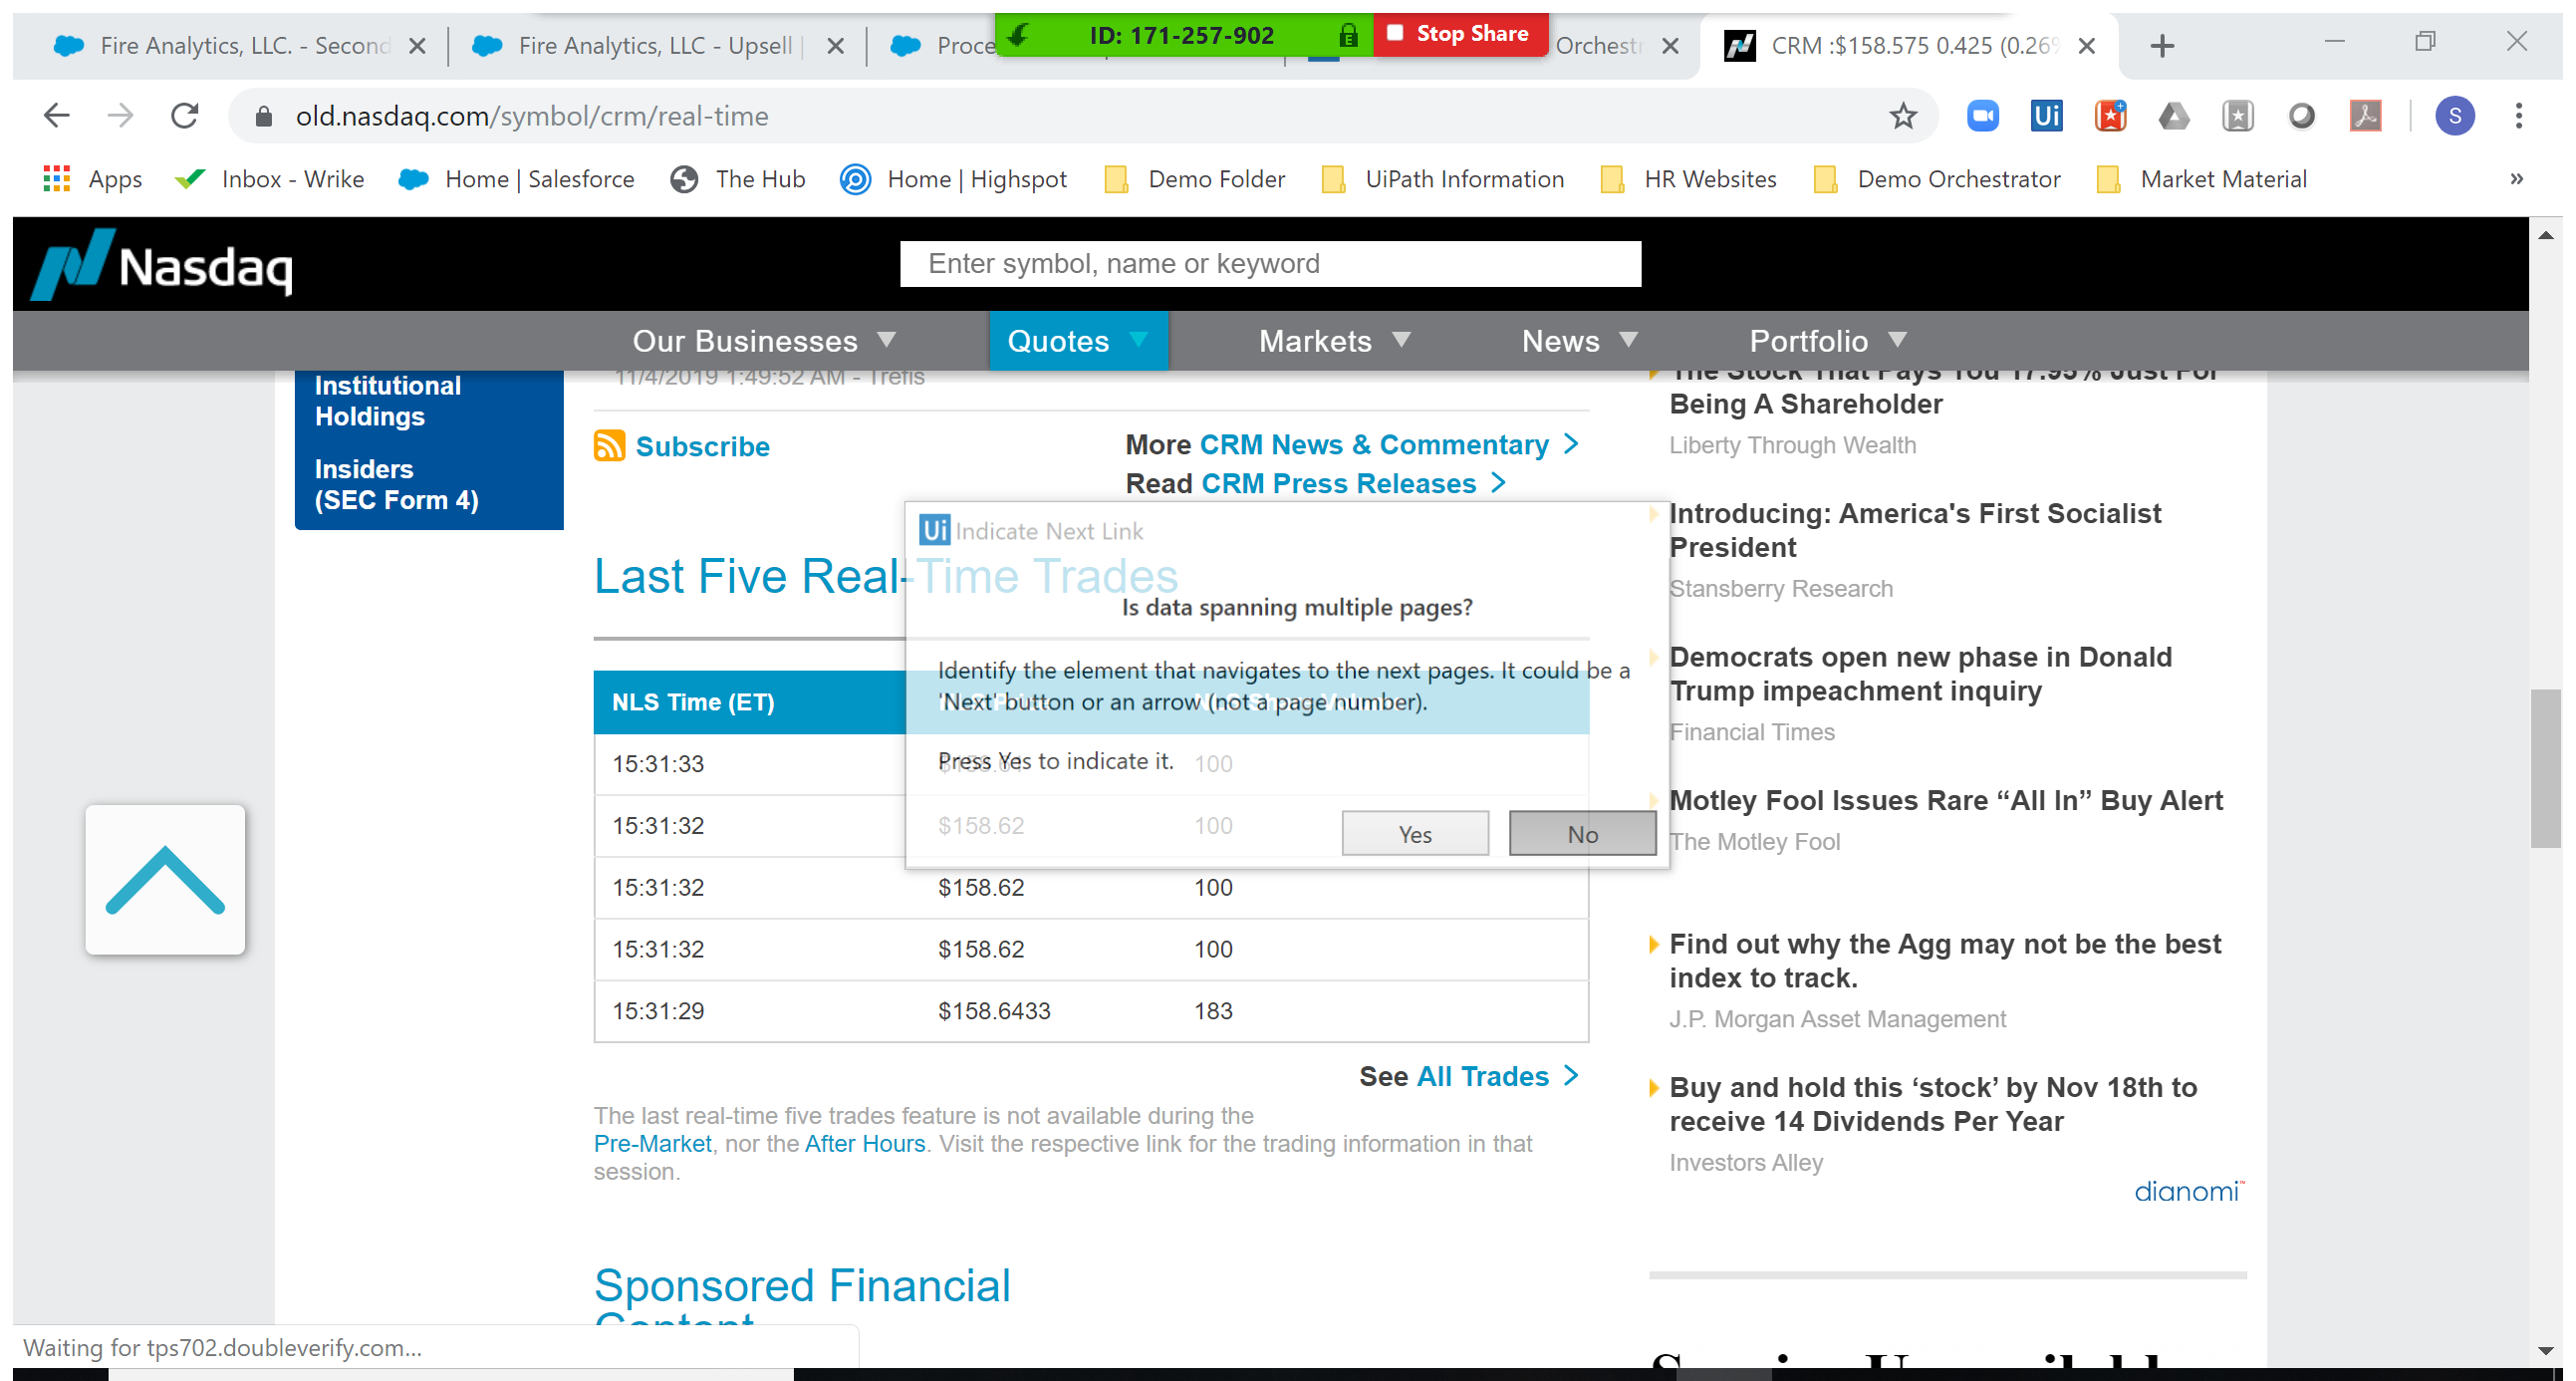 Fire Analytics, LLC. - Second
Fire Analytics, LLC - Upsell |
Proce
ID: 171-257-902
Stop Share
Orchestr
CRM :$158.575 0.425 (0.26%
old.nasdaq.com/symbol/crm/real-time
Ui
S
Apps
Inbox - Wrike
Home | Salesforce
The Hub
Home | Highspot
Demo Folder
UiPath Information
HR Websites
Demo Orchestrator
Market Material
»
Nasdaq
Enter symbol, name or keyword
Our Businesses
Quotes
Markets
News
Portfolio
Institutional
Holdings
Insiders
(SEC Form 4)
11/4/2019 1:49:52 AM - Trefis
Subscribe
More CRM News & Commentary
Read CRM Press Releases
Last Five Real-Time Trades
Ui Indicate Next Link
Is data spanning multiple pages?
Identify the element that navigates to the next pages. It could be a
'Next' button or an arrow (not a page number).
Press Yes to indicate it.
Yes
No
NLS Time (ET)
15:31:33 100
15:31:32 $158.62 100
15:31:32 $158.62 100
15:31:32 $158.62 100
15:31:29 $158.6433 183
See All Trades
The last real-time five trades feature is not available during the
Pre-Market, nor the After Hours. Visit the respective link for the trading information in that
session.
Sponsored Financial
Content
The Stock That Pays You 17.95% Just For
Being A Shareholder
Liberty Through Wealth
Introducing: America's First Socialist
President
Stansberry Research
Democrats open new phase in Donald
Trump impeachment inquiry
Financial Times
Motley Fool Issues Rare “All In” Buy Alert
The Motley Fool
Find out why the Agg may not be the best
index to track.
J.P. Morgan Asset Management
Buy and hold this ‘stock’ by Nov 18th to
receive 14 Dividends Per Year
Investors Alley
dianomi™
Waiting for tps702.doubleverify.com...